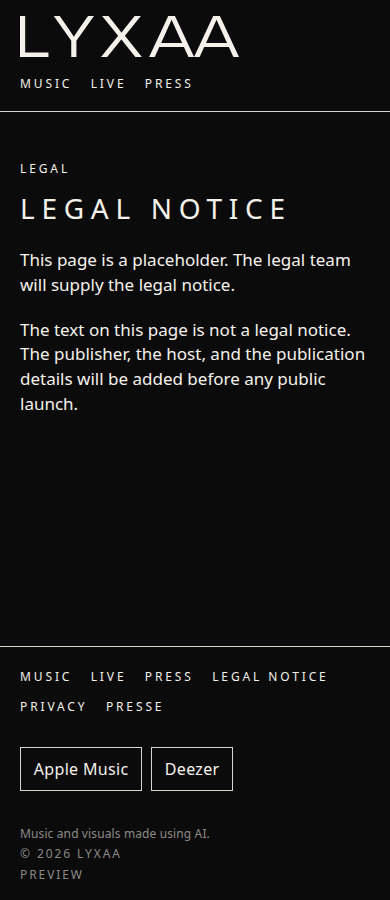 LYXAA
MUSIC LIVE PRESS
LEGAL
LEGAL NOTICE
This page is a placeholder. The legal team
will supply the legal notice.
The text on this page is not a legal notice.
The publisher, the host, and the publication
details will be added before any public
launch.
MUSIC LIVE PRESS LEGAL NOTICE
PRIVACY PRESSE
Apple Music Deezer
Music and visuals made using AI.
© 2026 LYXAA
PREVIEW